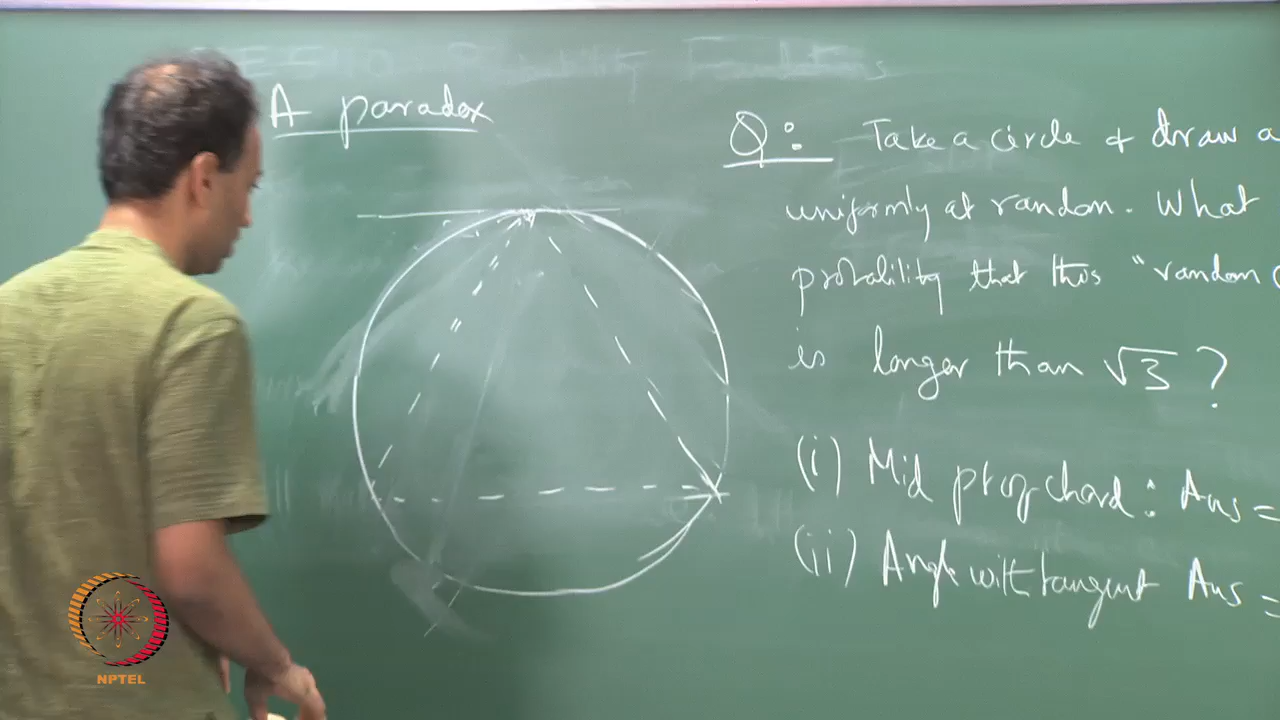 A paradox
Q: Take a circle & draw a
uniformly at random. What
probability that this "random
is longer than √3 ?
(i) Mid pt of chord: Ans =
(ii) Angle with tangent Ans =
NPTEL